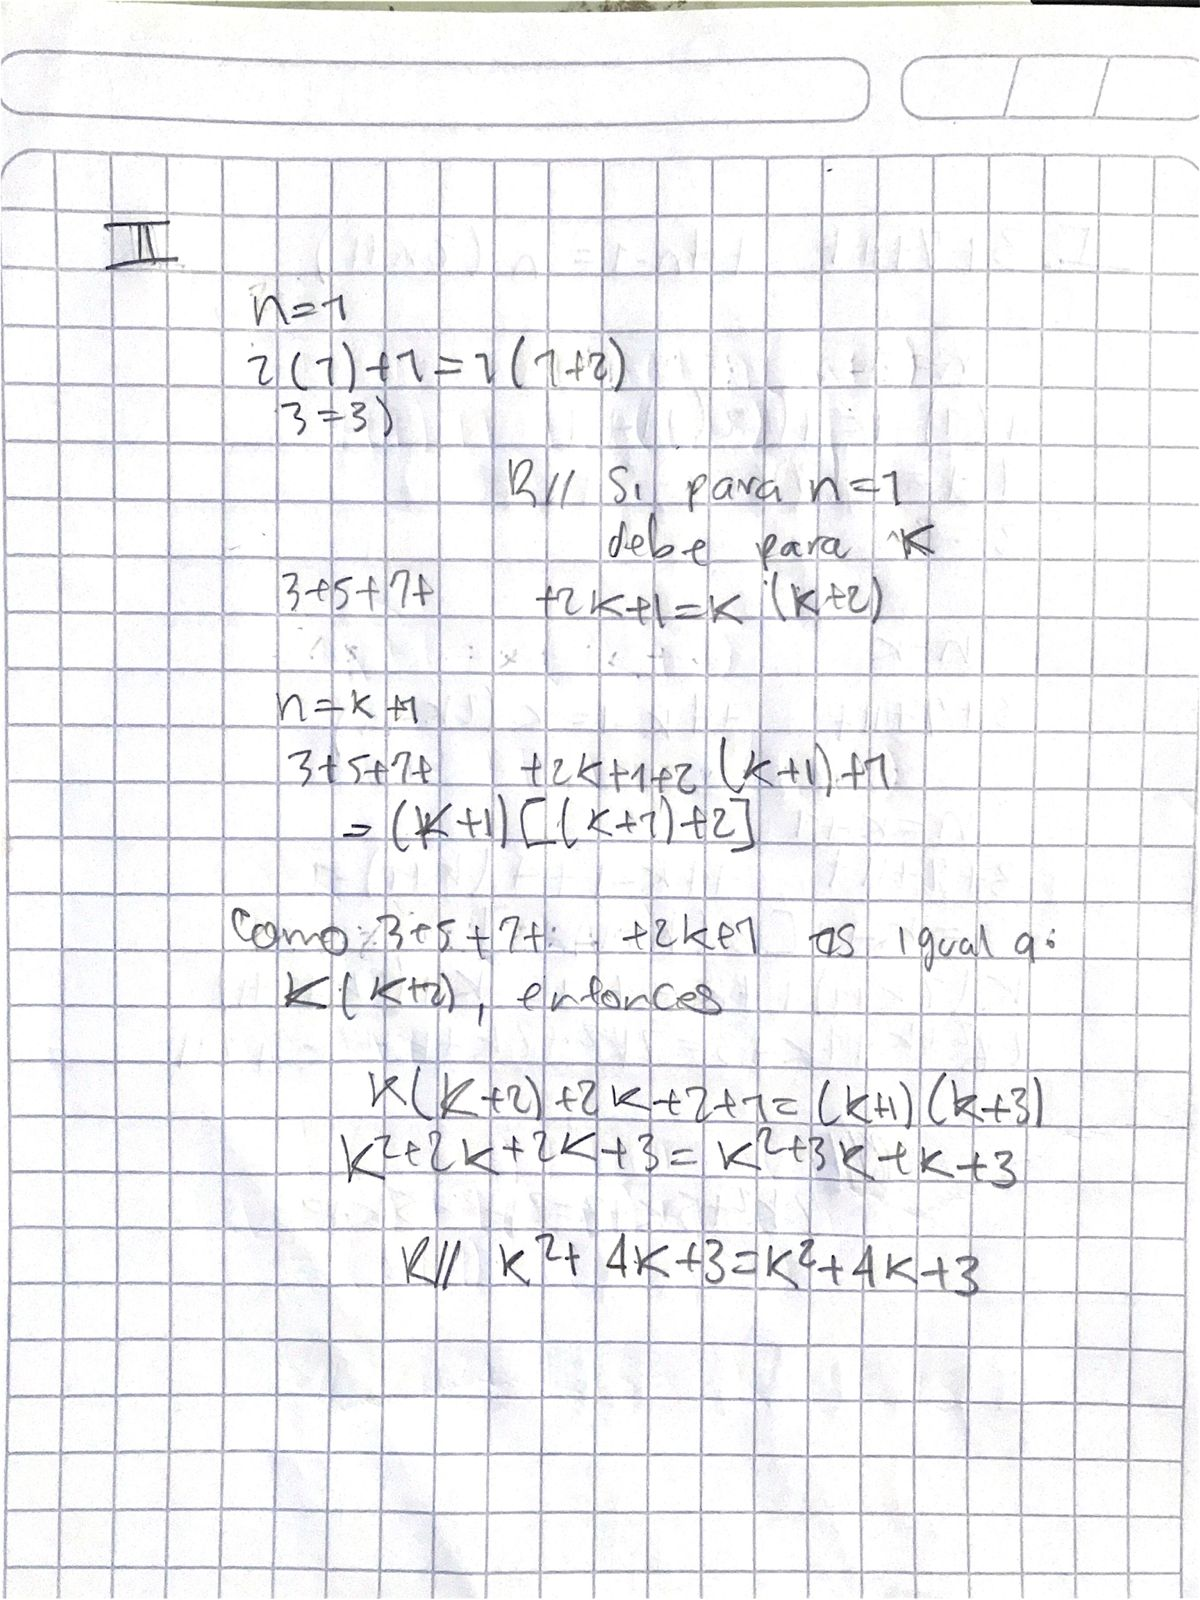 II
n=1
2(1)+1=1(1+2)
3=3)
R// Si para n=1
debe para K
3+5+7+ +2K+1=K (K+2)
n=K+1
3+5+7+ +2K+1+2(K+1)+1
=(K+1)[(K+1)+2]
Como: 3+5+7+ +2K+1 es igual a:
K(K+2), entonces
K(K+2)+2K+2+1=(K+1)(K+3)
K²+2K+2K+3=K²+3K+K+3
R// K²+4K+3=K²+4K+3